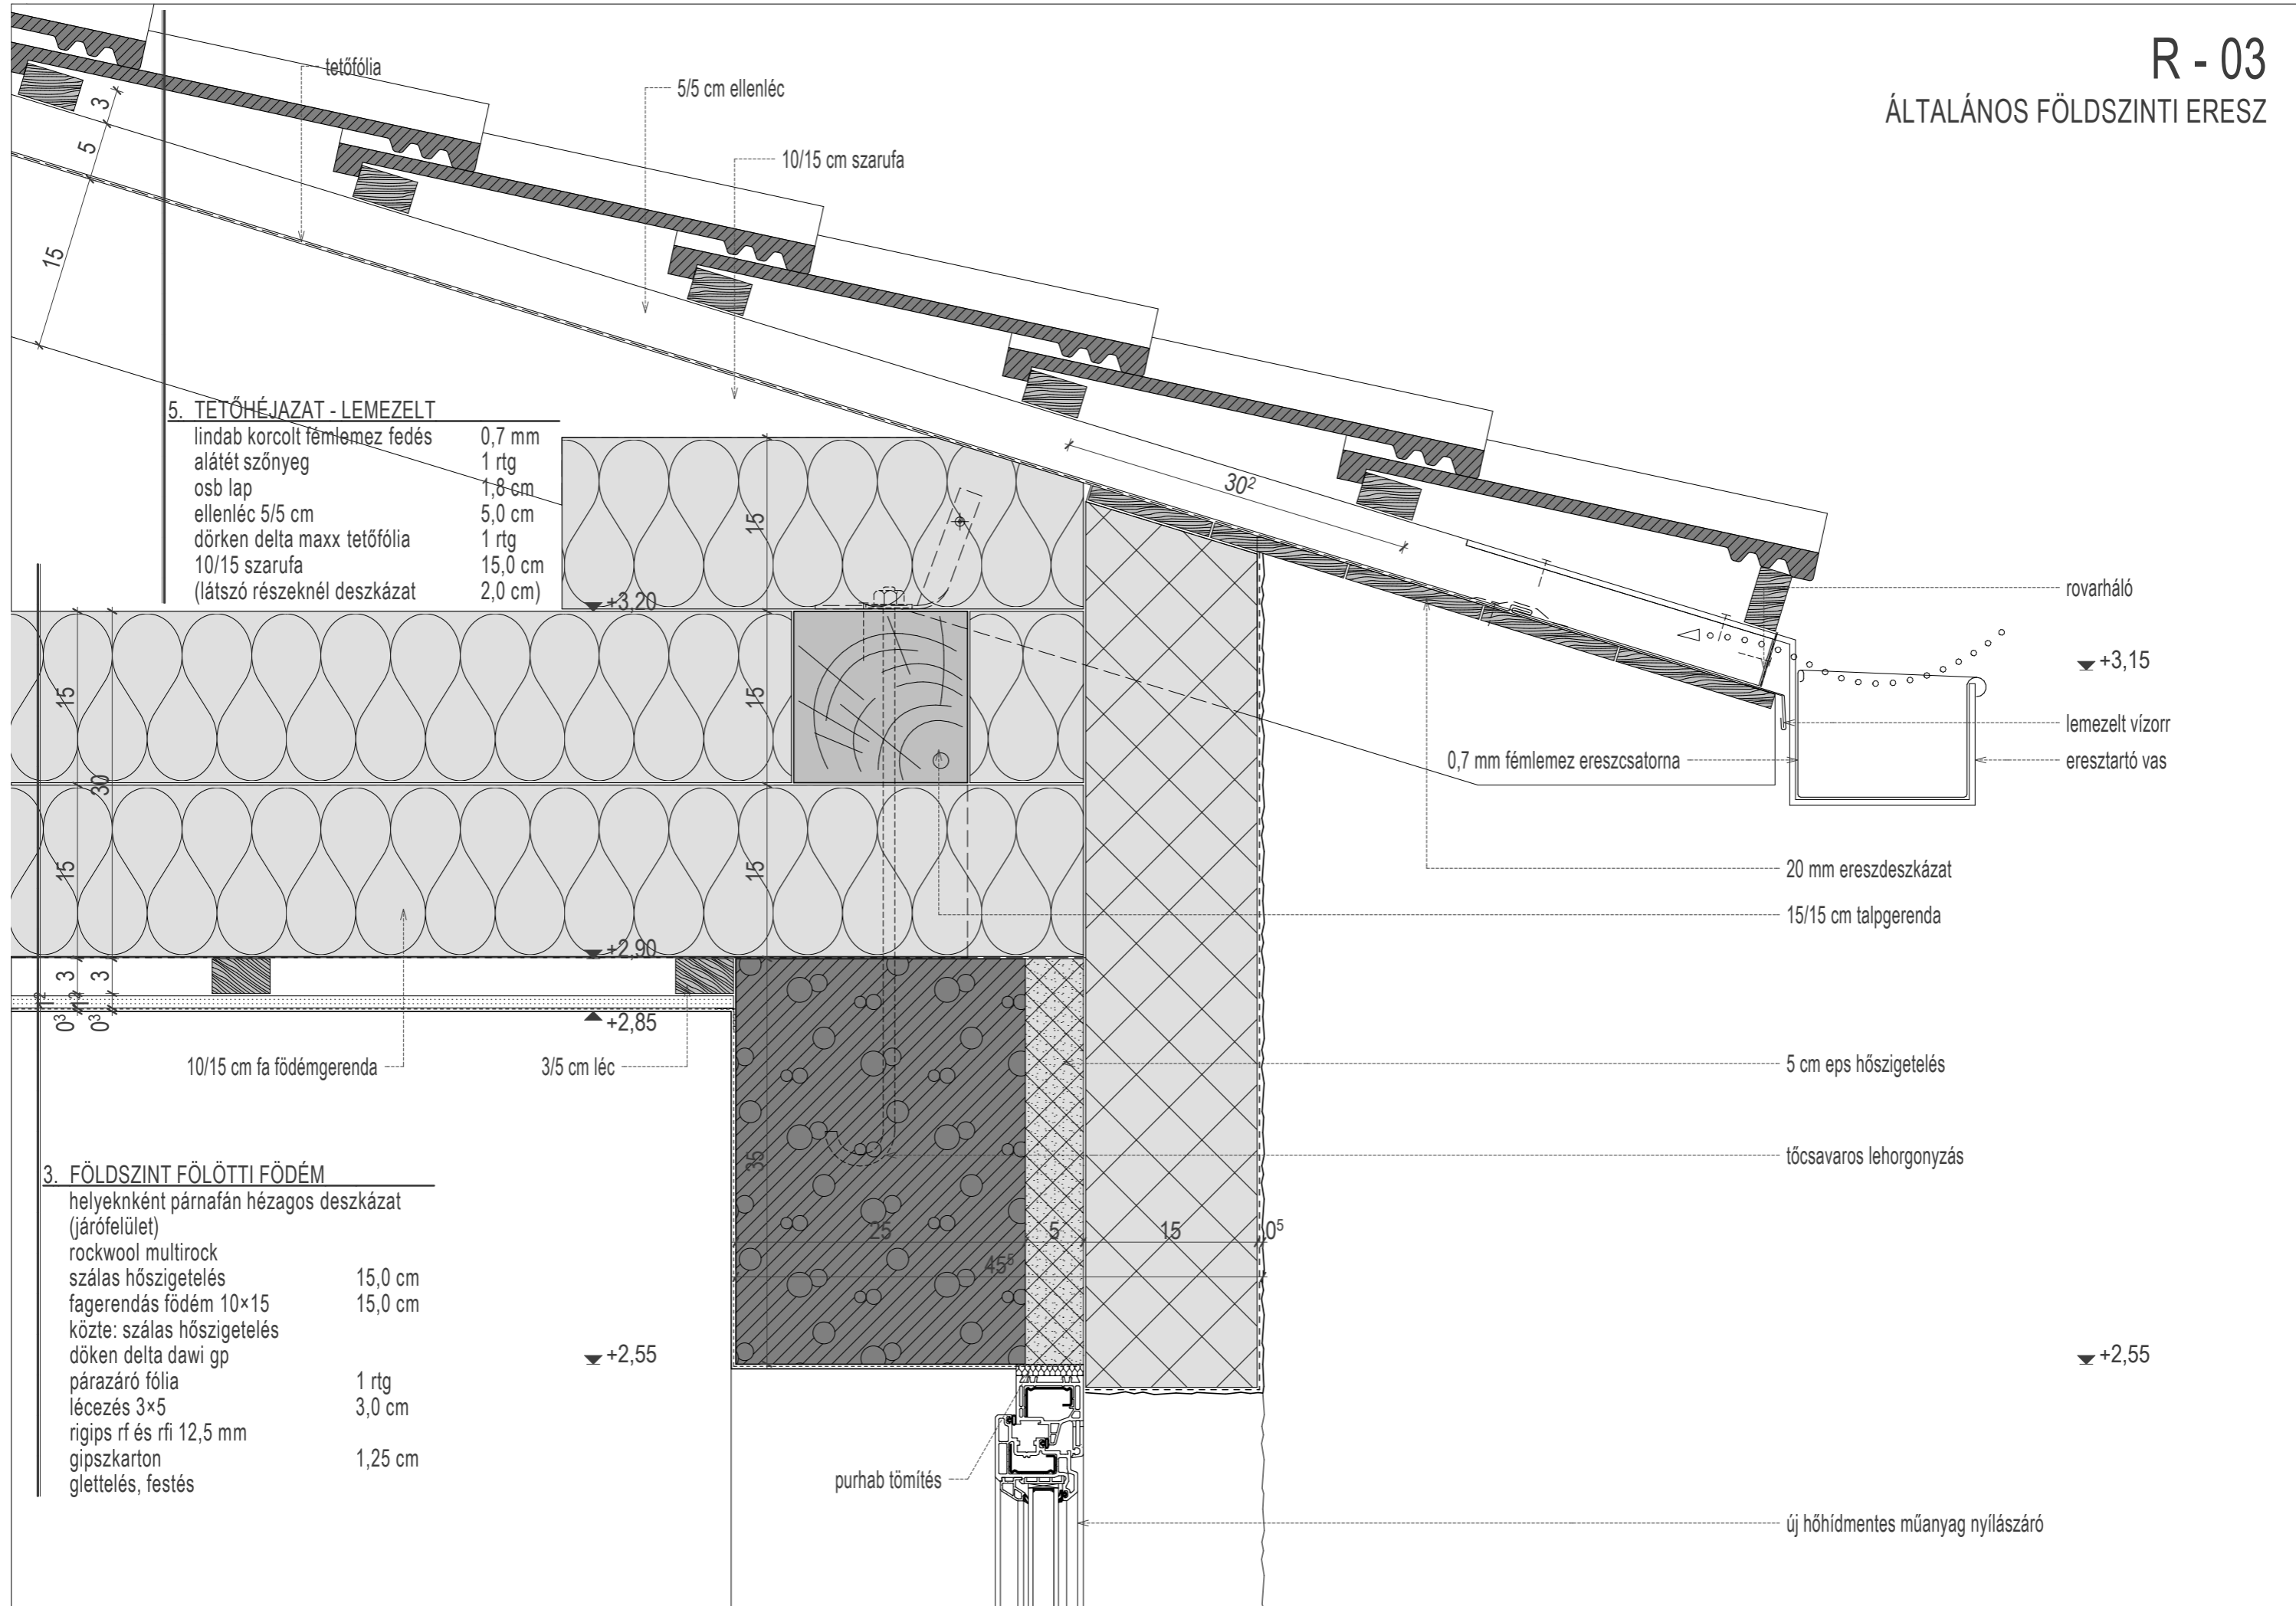 R - 03
ÁLTALÁNOS FÖLDSZINTI ERESZ
tetőfólia
5/5 cm ellenléc
10/15 cm szarufa
3
5
15
5. TETŐHÉJAZAT - LEMEZELT
lindab korcolt fémlemez fedés 0,7 mm
alátét szőnyeg 1 rtg
osb lap 1,8 cm
ellenléc 5/5 cm 5,0 cm
dörken delta maxx tetőfólia 1 rtg
10/15 szarufa 15,0 cm
(látszó részeknél deszkázat 2,0 cm)
30²
15
+3,20
rovarháló
+3,15
lemezelt vízorr
0,7 mm fémlemez ereszcsatorna
eresztartó vas
15
30
15
15
15
20 mm ereszdeszkázat
15/15 cm talpgerenda
+2,90
3
3
1²
1²
0³
0³
+2,85
10/15 cm fa födémgerenda
3/5 cm léc
5 cm eps hőszigetelés
tőcsavaros lehorgonyzás
35
25
5
15
0⁵
45⁵
3. FÖLDSZINT FÖLÖTTI FÖDÉM
helyeknként párnafán hézagos deszkázat
(járófelület)
rockwool multirock
szálas hőszigetelés 15,0 cm
fagerendás födém 10×15 15,0 cm
közte: szálas hőszigetelés
döken delta dawi gp
párazáró fólia 1 rtg
lécezés 3×5 3,0 cm
rigips rf és rfi 12,5 mm
gipszkarton 1,25 cm
glettelés, festés
+2,55
+2,55
purhab tömítés
új hőhídmentes műanyag nyílászáró